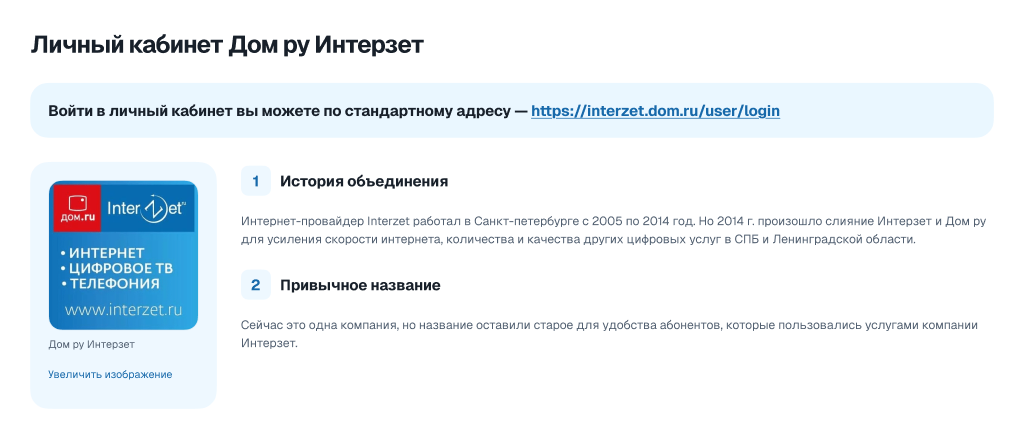 Личный кабинет Дом ру Интерзет
Войти в личный кабинет вы можете по стандартному адресу — https://interzet.dom.ru/user/login
дом.ru InterZet™
• ИНТЕРНЕТ
• ЦИФРОВОЕ ТВ
• ТЕЛЕФОНИЯ
www.interzet.ru
Дом ру Интерзет
Увеличить изображение
1 История объединения
Интернет-провайдер Interzet работал в Санкт-петербурге с 2005 по 2014 год. Но 2014 г. произошло слияние Интерзет и Дом ру
для усиления скорости интернета, количества и качества других цифровых услуг в СПБ и Ленинградской области.
2 Привычное название
Сейчас это одна компания, но название оставили старое для удобства абонентов, которые пользовались услугами компании
Интерзет.